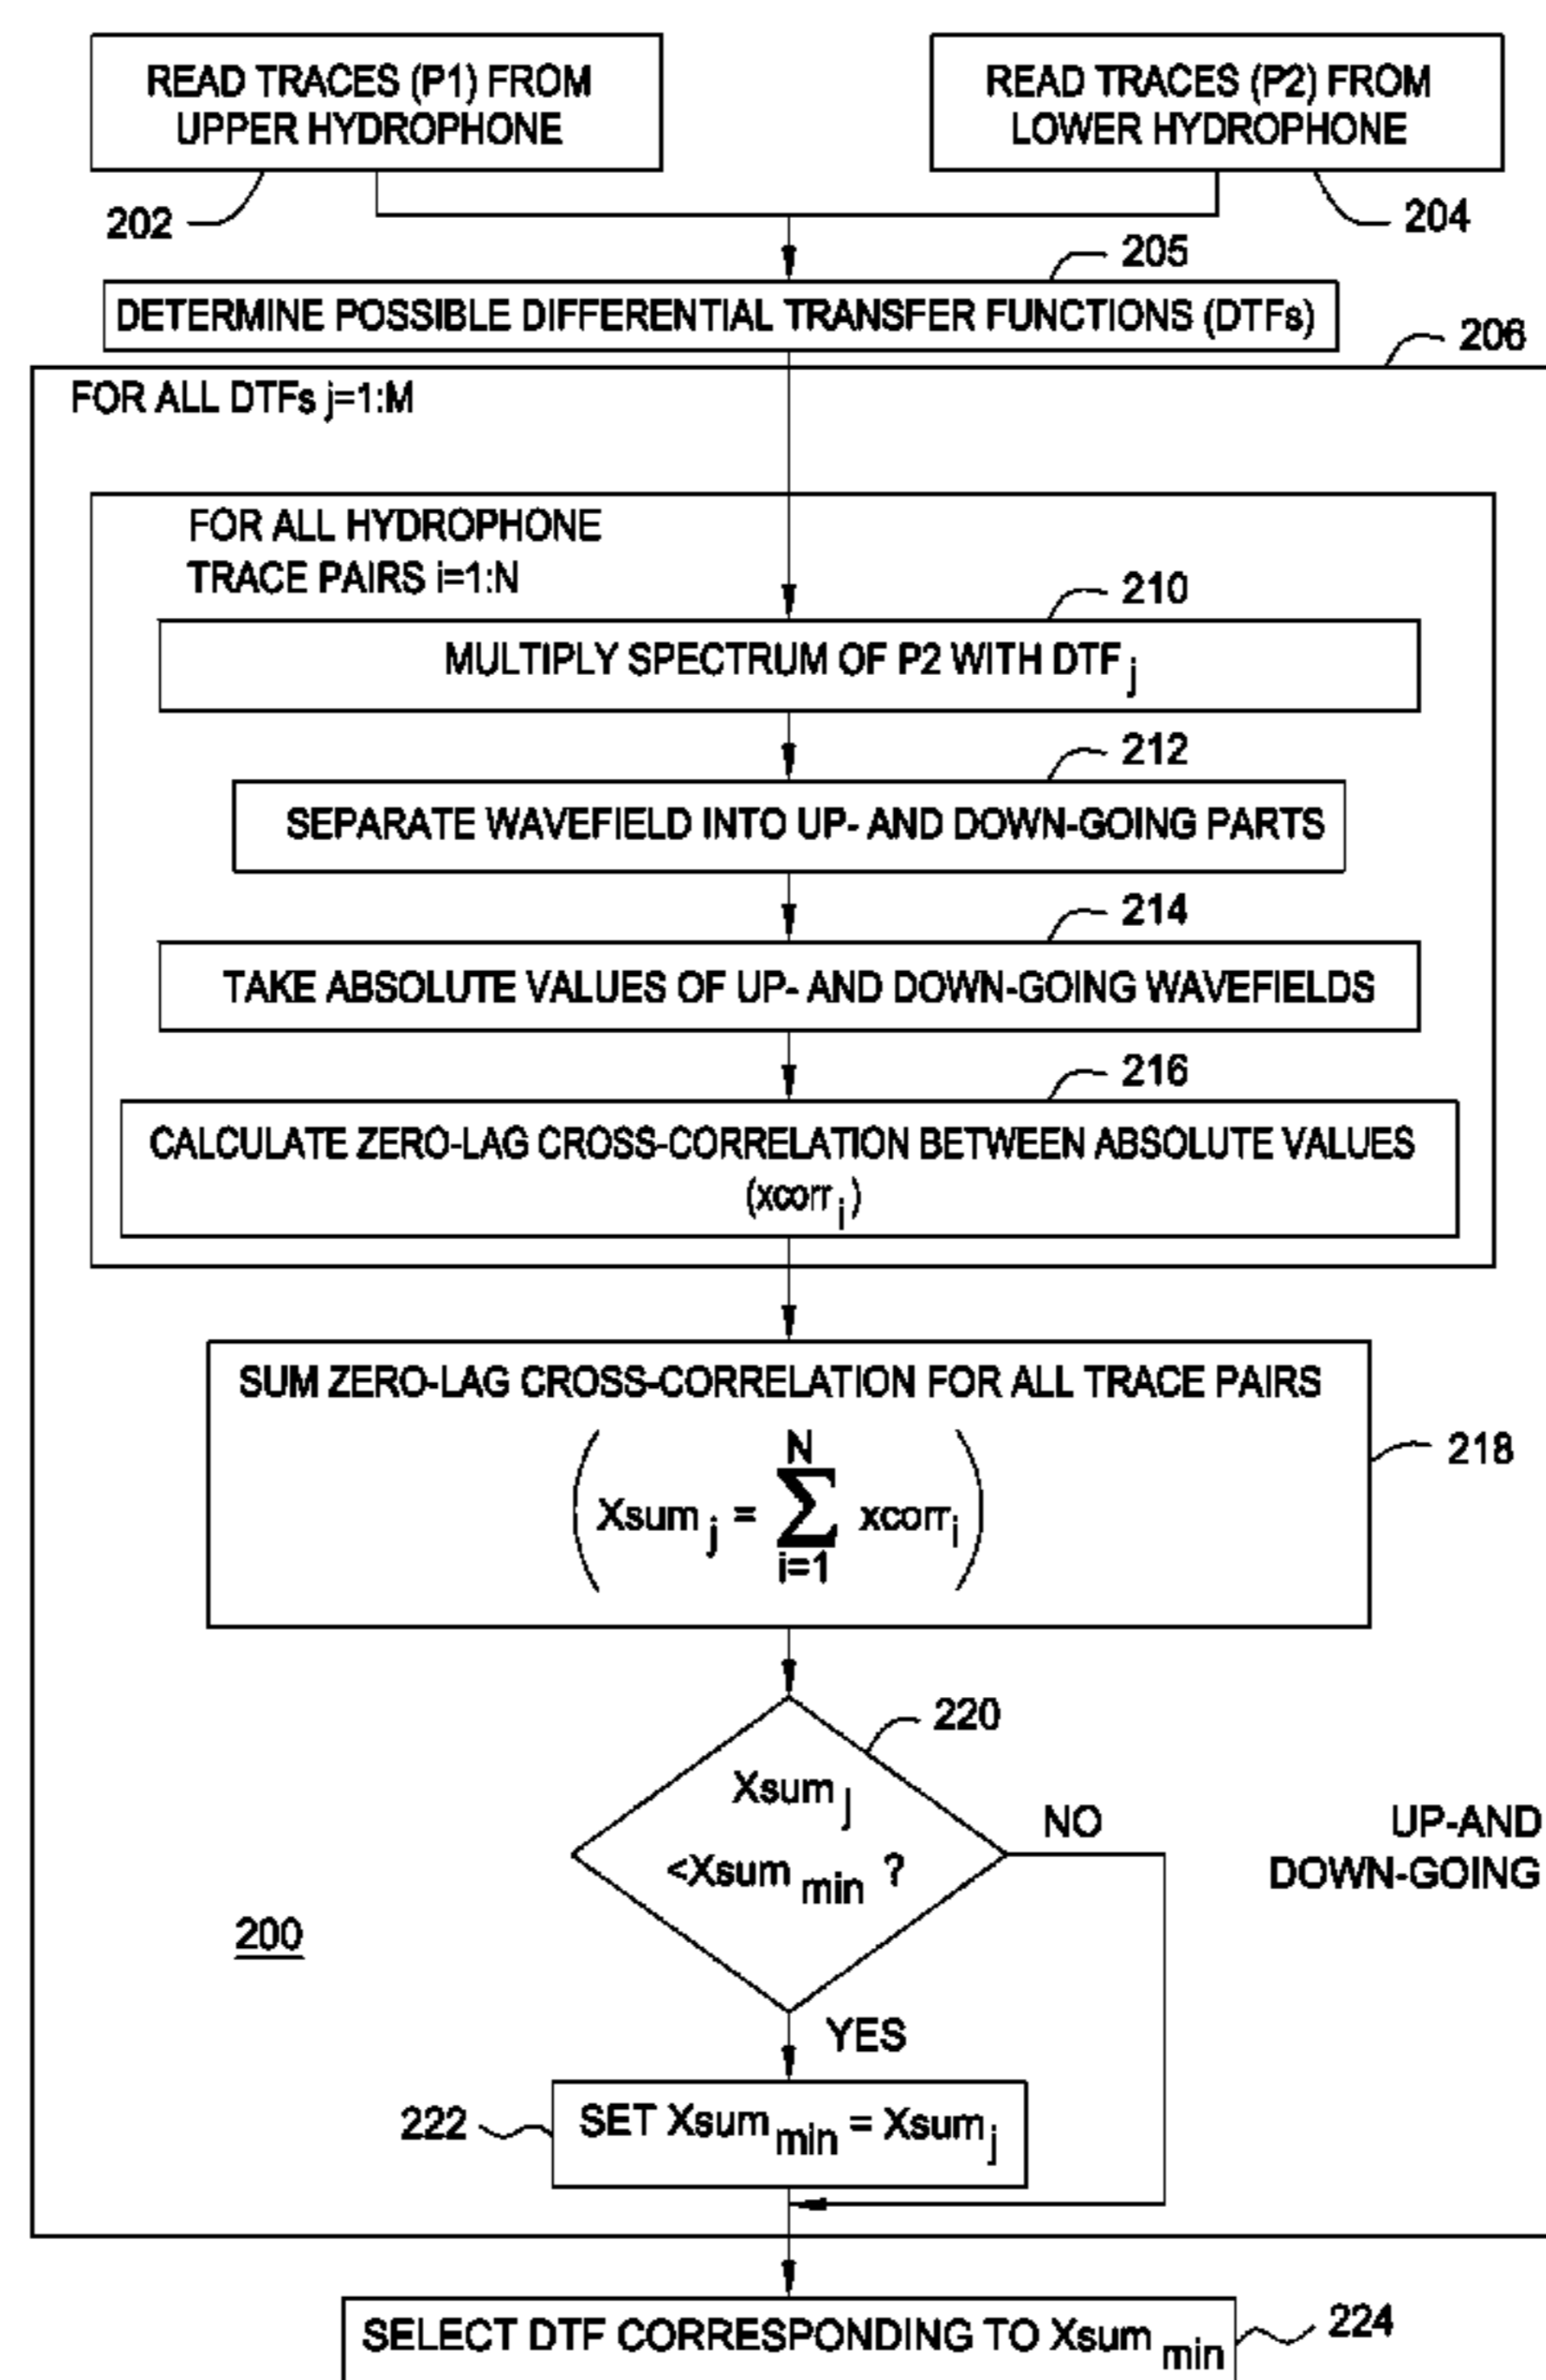 READ TRACES (P1) FROM
UPPER HYDROPHONE
READ TRACES (P2) FROM
LOWER HYDROPHONE
202
204
205
DETERMINE POSSIBLE DIFFERENTIAL TRANSFER FUNCTIONS (DTFs)
206
FOR ALL DTFs j=1:M
FOR ALL HYDROPHONE
TRACE PAIRS i=1:N
210
MULTIPLY SPECTRUM OF P2 WITH DTF j
212
SEPARATE WAVEFIELD INTO UP- AND DOWN-GOING PARTS
214
TAKE ABSOLUTE VALUES OF UP- AND DOWN-GOING WAVEFIELDS
216
CALCULATE ZERO-LAG CROSS-CORRELATION BETWEEN ABSOLUTE VALUES
(xcorr i)
SUM ZERO-LAG CROSS-CORRELATION FOR ALL TRACE PAIRS
(Xsum j = N ∑ i=1 xcorr i)
218
220
Xsum j
<Xsum min ?
NO
UP-AND
DOWN-GOING
200
YES
222
SET Xsum min = Xsum j
SELECT DTF CORRESPONDING TO Xsum min
224